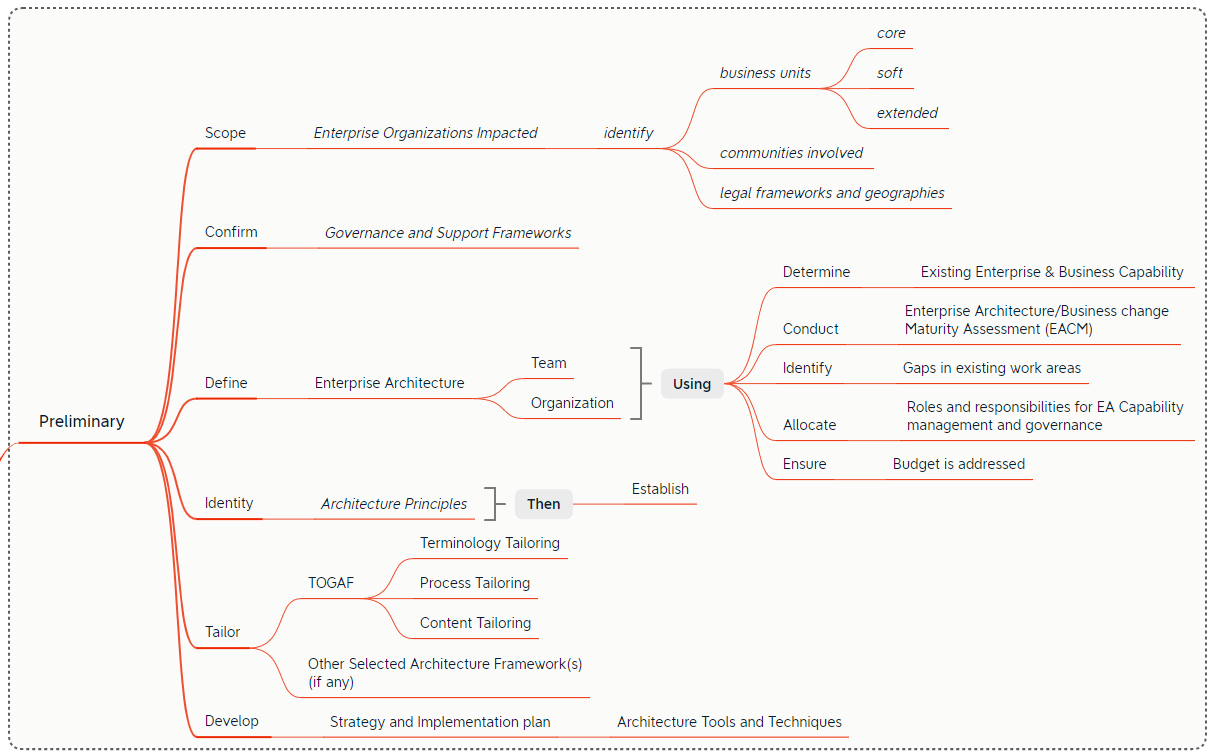 Preliminary
Scope
Enterprise Organizations Impacted
identify
business units
core
soft
extended
communities involved
legal frameworks and geographies
Confirm
Governance and Support Frameworks
Define
Enterprise Architecture
Team
Organization
Using
Determine
Existing Enterprise & Business Capability
Conduct
Enterprise Architecture/Business change
Maturity Assessment (EACM)
Identify
Gaps in existing work areas
Allocate
Roles and responsibilities for EA Capability
management and governance
Ensure
Budget is addressed
Identity
Architecture Principles
Then
Establish
Tailor
TOGAF
Terminology Tailoring
Process Tailoring
Content Tailoring
Other Selected Architecture Framework(s)
(if any)
Develop
Strategy and Implementation plan
Architecture Tools and Techniques